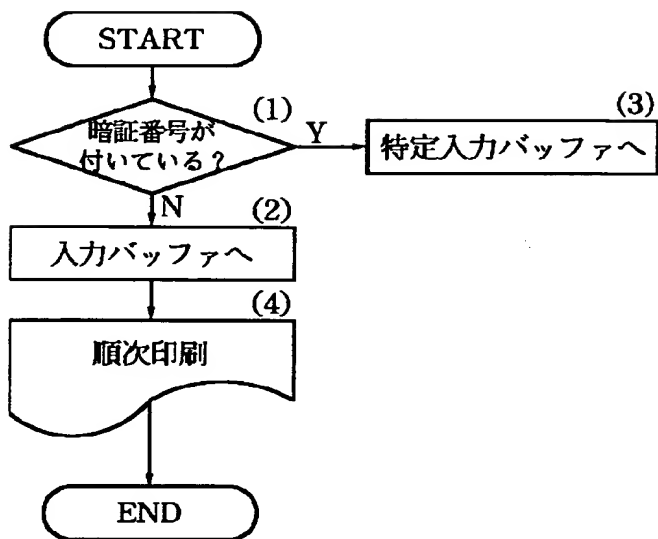 START
(1)
暗証番号が
付いている?
Y
(3)
特定入力バッファへ
N
(2)
入力バッファへ
(4)
順次印刷
END